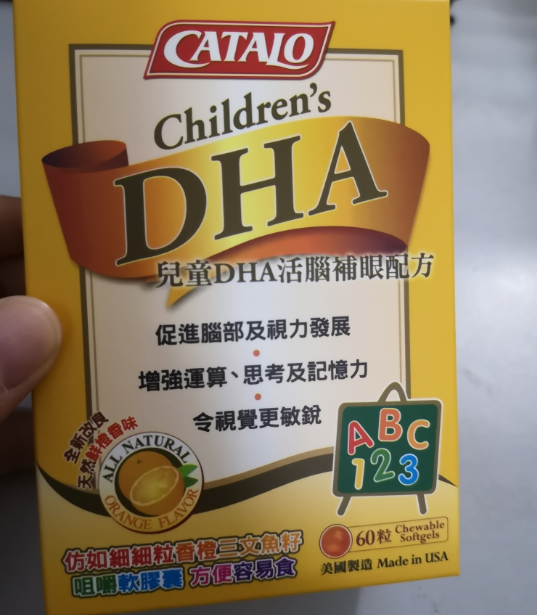 CATALO
Children's
DHA
兒童DHA活腦補眼配方
促進腦部及視力發展
增強運算、思考及記憶力
令視覺更敏銳
全新改良
天然鮮橙香味
ALL NATURAL
ORANGE FLAVOR
ABC
123
仿如細細粒香橙三文魚籽
咀嚼軟膠囊 方便容易食
60粒 Chewable Softgels
美國製造 Made in USA